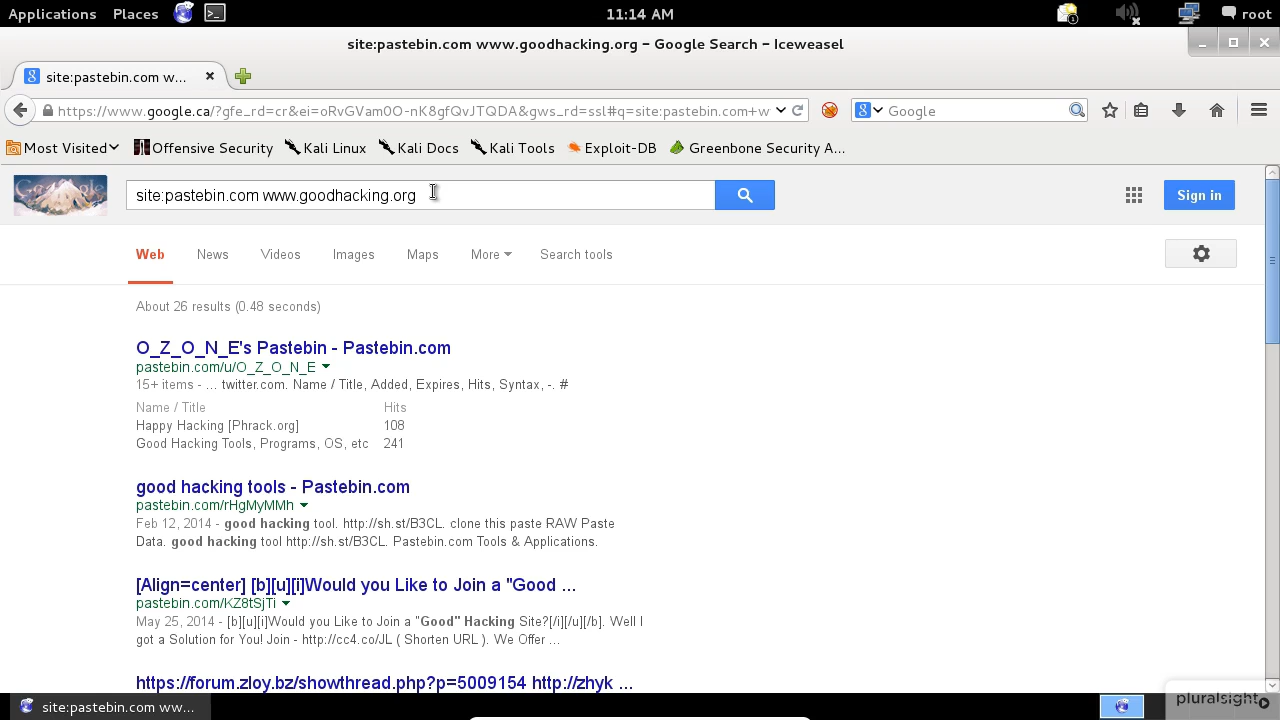 Applications Places 11:14 AM 1 root
site:pastebin.com www.goodhacking.org – Google Search – Iceweasel
site:pastebin.com w...
https://www.google.ca/?gfe_rd=cr&ei=oRvGVam0O-nK8gfQvJTQDA&gws_rd=ssl#q=site:pastebin.com+w Google
Most Visited Offensive Security Kali Linux Kali Docs Kali Tools Exploit-DB Greenbone Security A...
Google site:pastebin.com www.goodhacking.org Sign in
Web News Videos Images Maps More Search tools
About 26 results (0.48 seconds)
O_Z_O_N_E's Pastebin - Pastebin.com
pastebin.com/u/O_Z_O_N_E
15+ items - ... twitter.com. Name / Title, Added, Expires, Hits, Syntax, -. #
Name / Title Hits
Happy Hacking [Phrack.org] 108
Good Hacking Tools, Programs, OS, etc 241
good hacking tools - Pastebin.com
pastebin.com/rHgMyMMh
Feb 12, 2014 - good hacking tool. http://sh.st/B3CL. clone this paste RAW Paste
Data. good hacking tool http://sh.st/B3CL. Pastebin.com Tools & Applications.
[Align=center] [b][u][i]Would you Like to Join a "Good ...
pastebin.com/KZ8tSjTi
May 25, 2014 - [b][u][i]Would you Like to Join a "Good" Hacking Site?[/i][/u][/b]. Well I
got a Solution for You! Join - http://cc4.co/JL ( Shorten URL ). We Offer ...
https://forum.zloy.bz/showthread.php?p=5009154 http://zhyk ...
site:pastebin.com ww... pluralsight